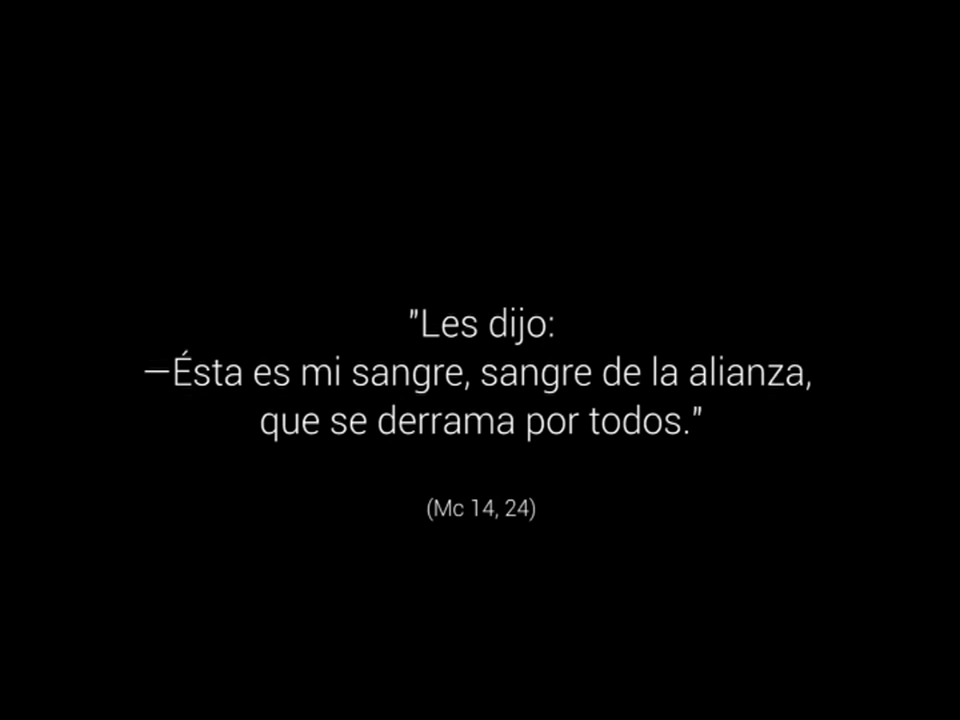 "Les dijo:
—Ésta es mi sangre, sangre de la alianza,
que se derrama por todos."
(Mc 14, 24)